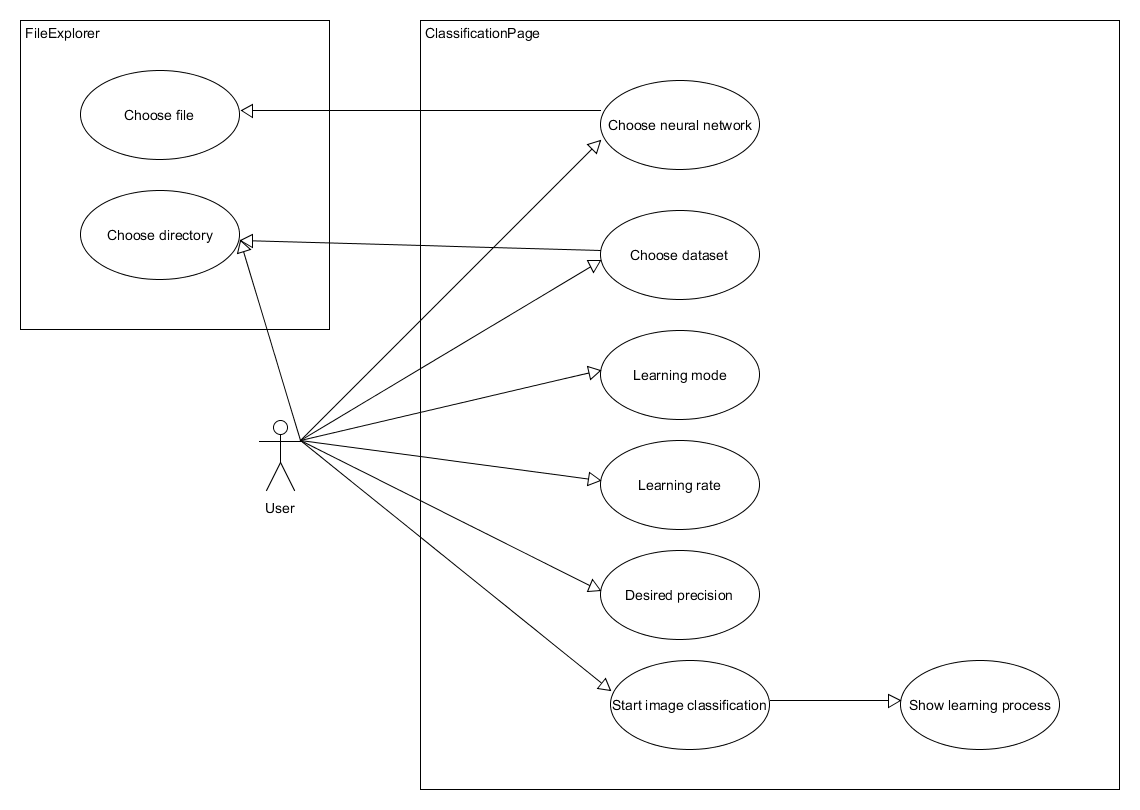 FileExplorer
Choose file
Choose directory
User
ClassificationPage
Choose neural network
Choose dataset
Learning mode
Learning rate
Desired precision
Start image classification
Show learning process